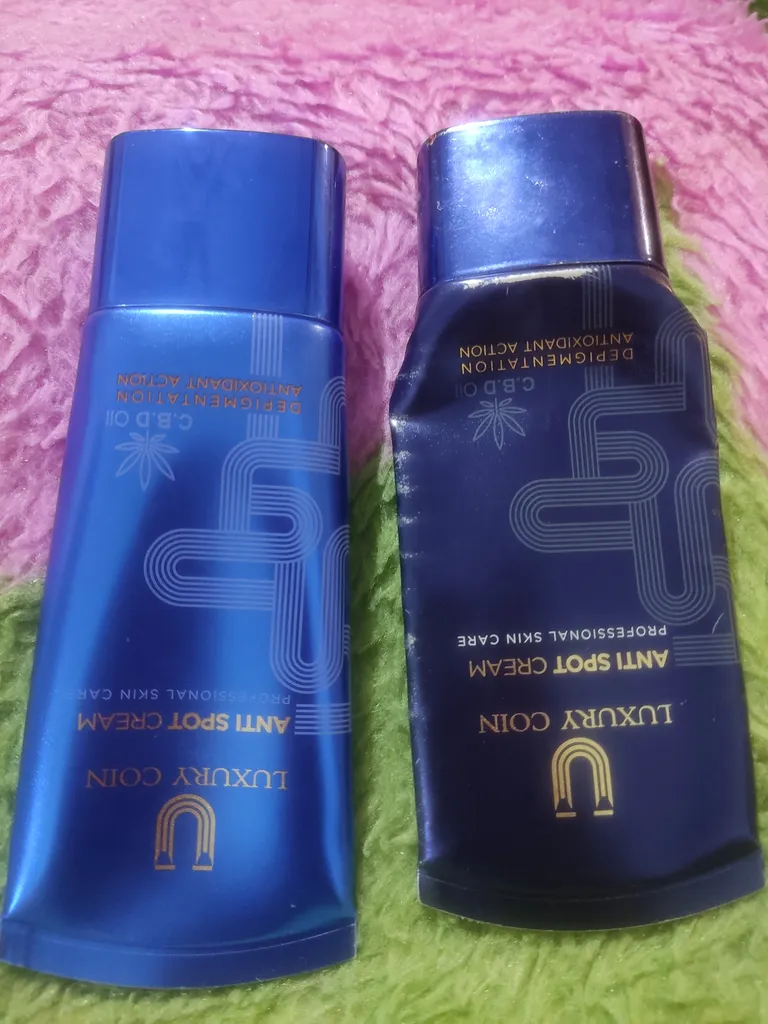 LUXURY COIN
ANTI SPOT CREAM
PROFESSIONAL SKIN CARE
C.B.D Oil
DEPIGMENTATION
ANTIOXIDANT ACTION
LUXURY COIN
ANTI SPOT CREAM
PROFESSIONAL SKIN CARE
C.B.D Oil
DEPIGMENTATION
ANTIOXIDANT ACTION